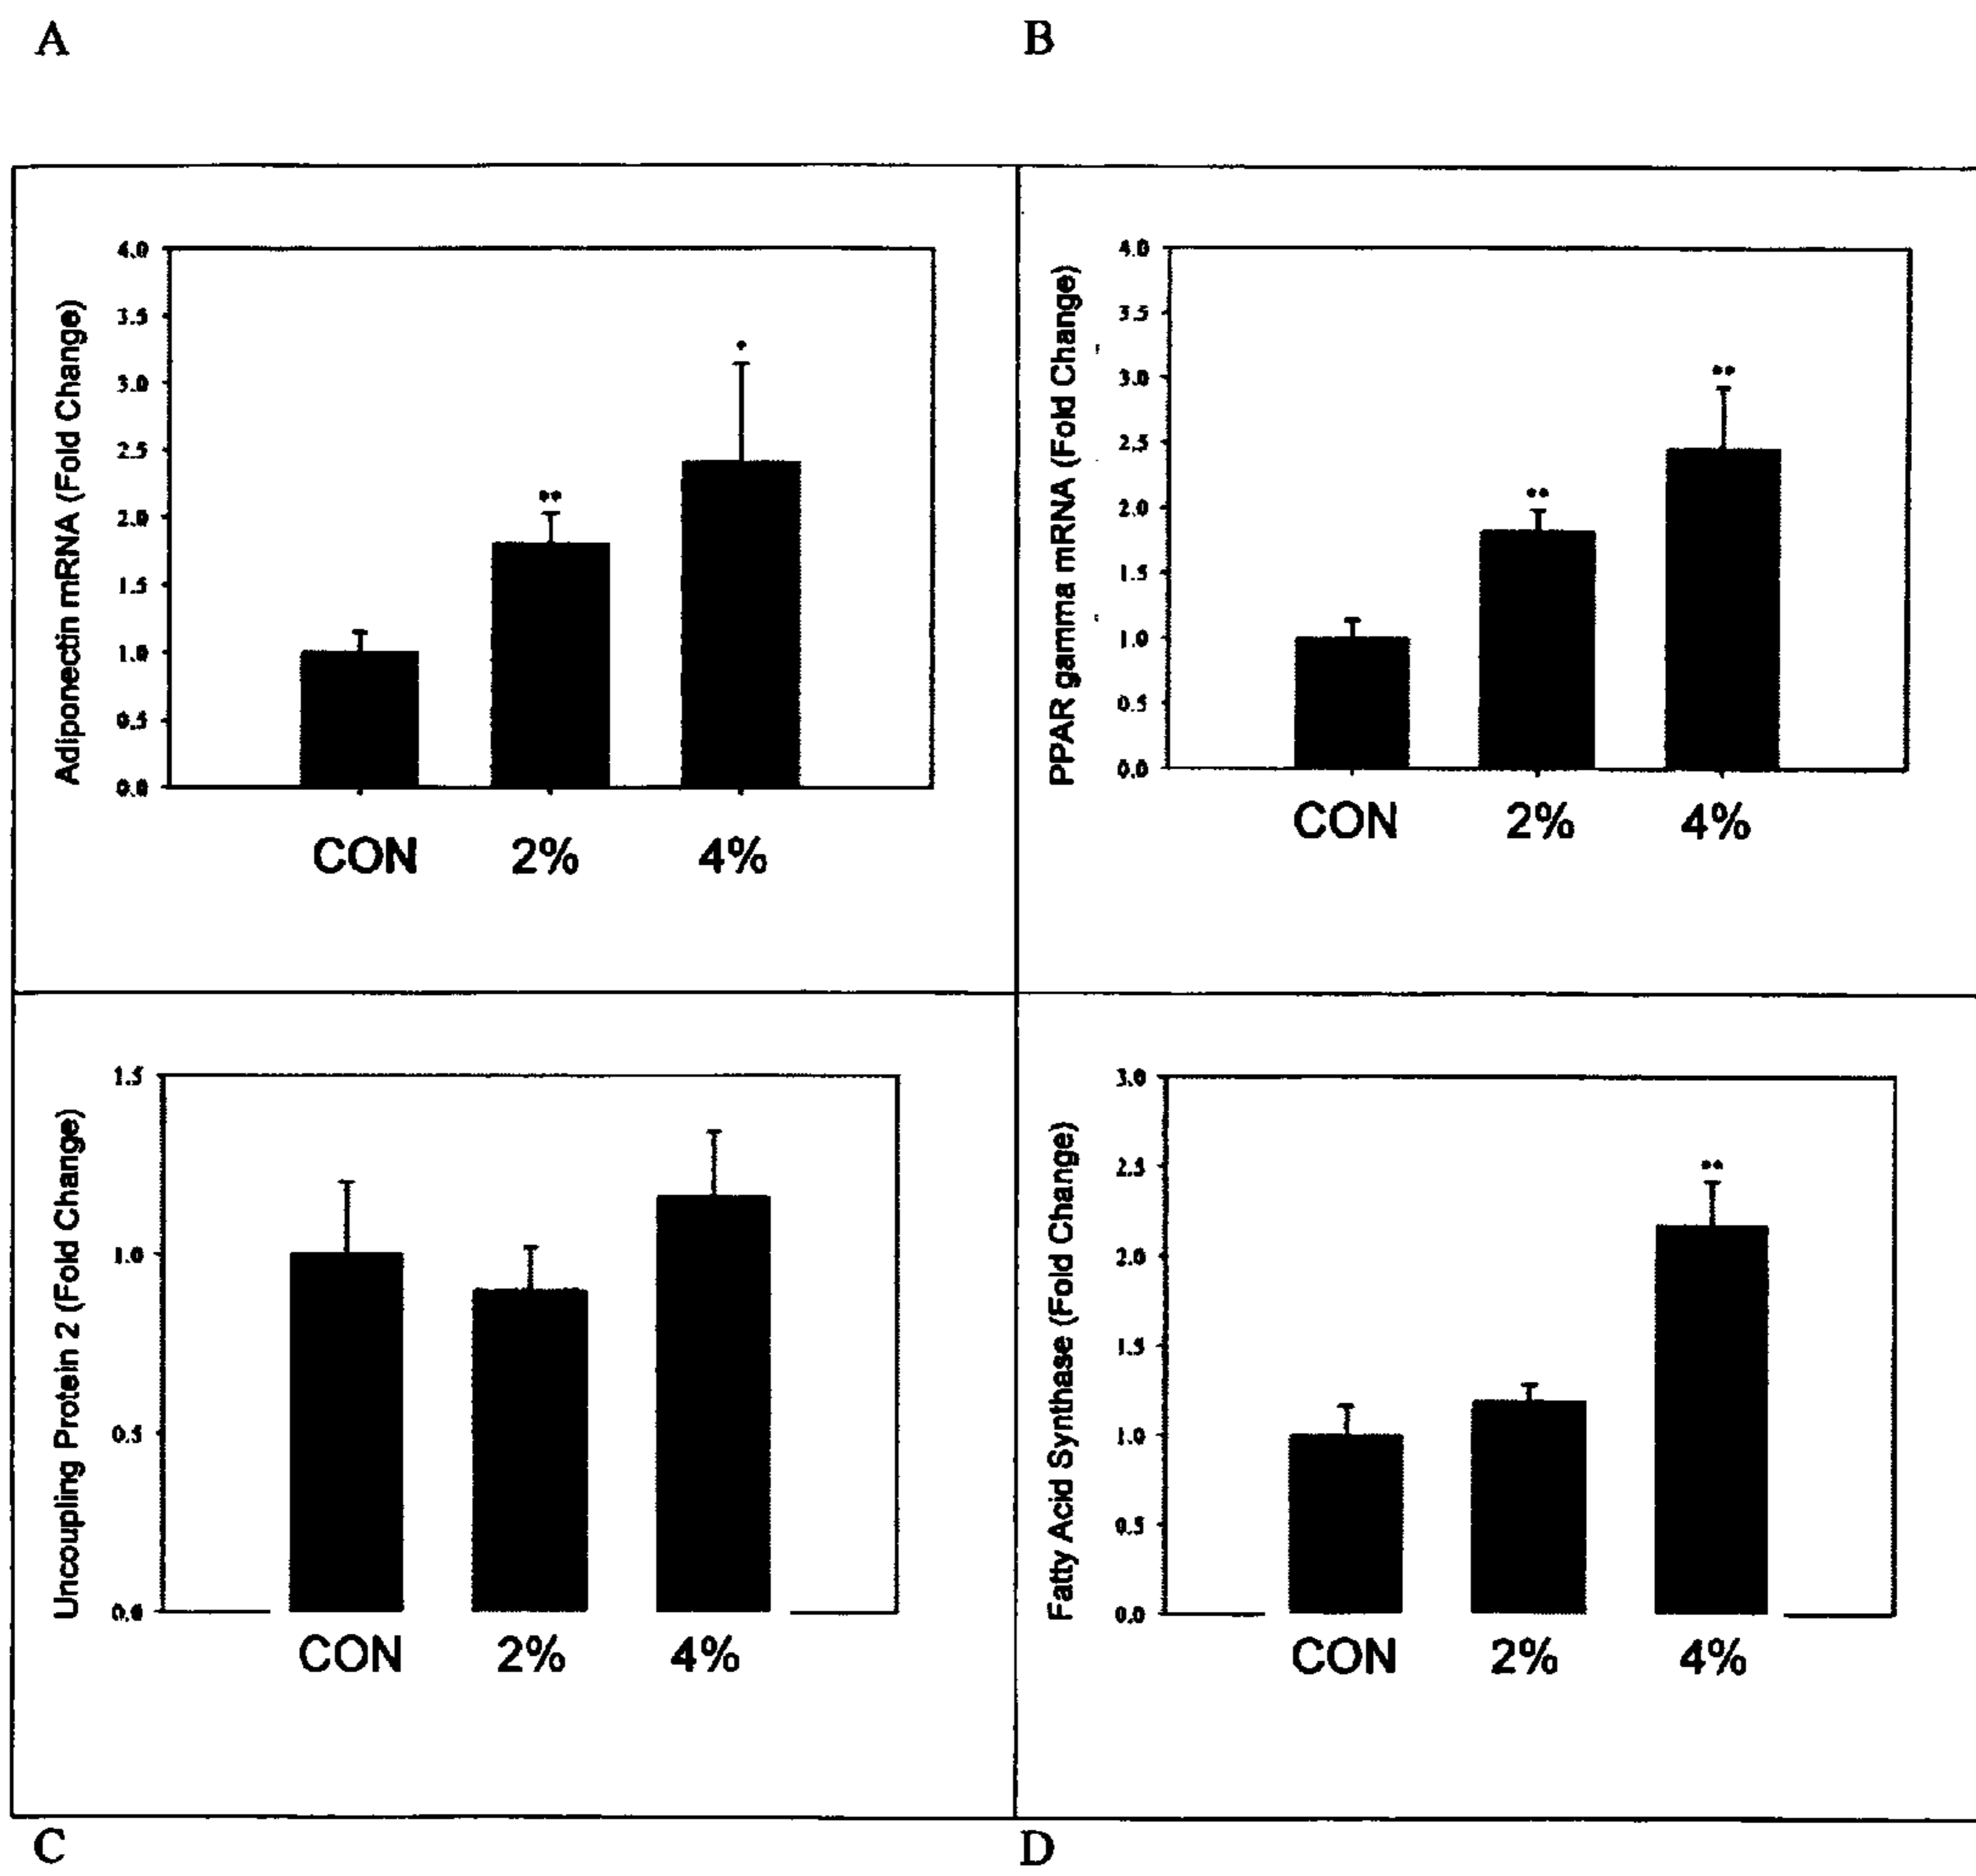 A
B
Adiponectin mRNA (Fold Change)
4.0
3.5
3.0
2.5
2.0
1.5
1.0
0.5
0.0
**
*
CON 2% 4%
PPAR gamma mRNA (Fold Change)
4.0
3.5
3.0
2.5
2.0
1.5
1.0
0.5
0.0
**
**
CON 2% 4%
Uncoupling Protein 2 (Fold Change)
1.5
1.0
0.5
0.0
CON 2% 4%
Fatty Acid Synthase (Fold Change)
3.0
2.5
2.0
1.5
1.0
0.5
0.0
**
CON 2% 4%
C
D